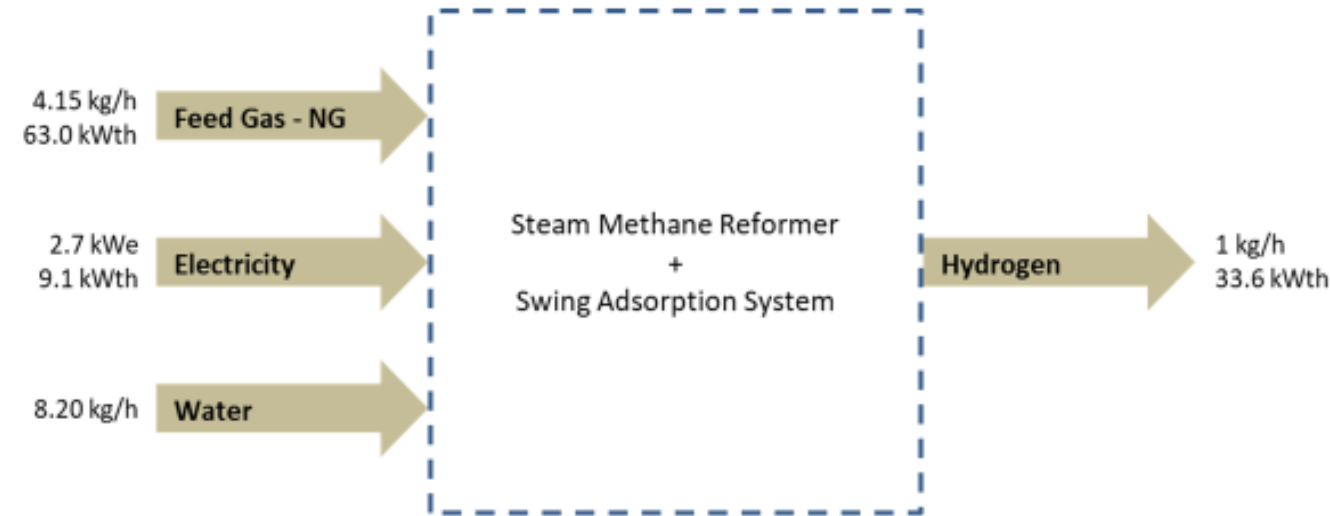 4.15 kg/h
63.0 kWth
Feed Gas - NG
2.7 kWe
9.1 kWth
Electricity
8.20 kg/h
Water
Steam Methane Reformer
+
Swing Adsorption System
Hydrogen
1 kg/h
33.6 kWth